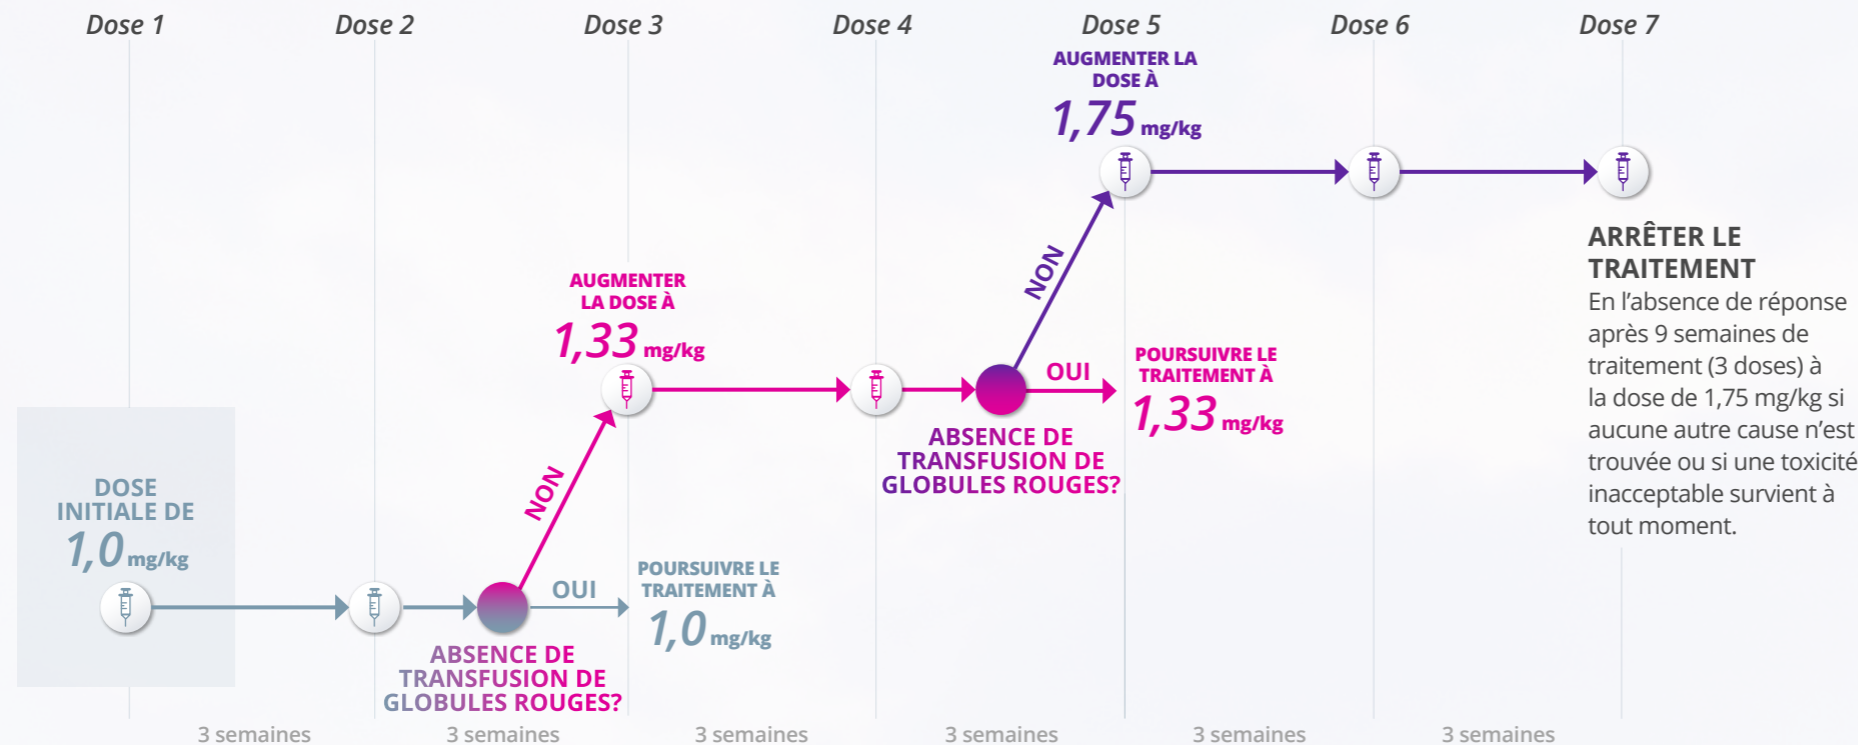 Dose 1
Dose 2
Dose 3
Dose 4
Dose 5
Dose 6
Dose 7
DOSE
INITIALE DE
1,0 mg/kg
ABSENCE DE
TRANSFUSION DE
GLOBULES ROUGES?
NON
OUI
POURSUIVRE LE
TRAITEMENT À
1,0 mg/kg
AUGMENTER
LA DOSE À
1,33 mg/kg
ABSENCE DE
TRANSFUSION DE
GLOBULES ROUGES?
NON
OUI
POURSUIVRE LE
TRAITEMENT À
1,33 mg/kg
AUGMENTER LA
DOSE À
1,75 mg/kg
ARRÊTER LE
TRAITEMENT
En l’absence de réponse
après 9 semaines de
traitement (3 doses) à
la dose de 1,75 mg/kg si
aucune autre cause n’est
trouvée ou si une toxicité
inacceptable survient à
tout moment.
3 semaines
3 semaines
3 semaines
3 semaines
3 semaines
3 semaines